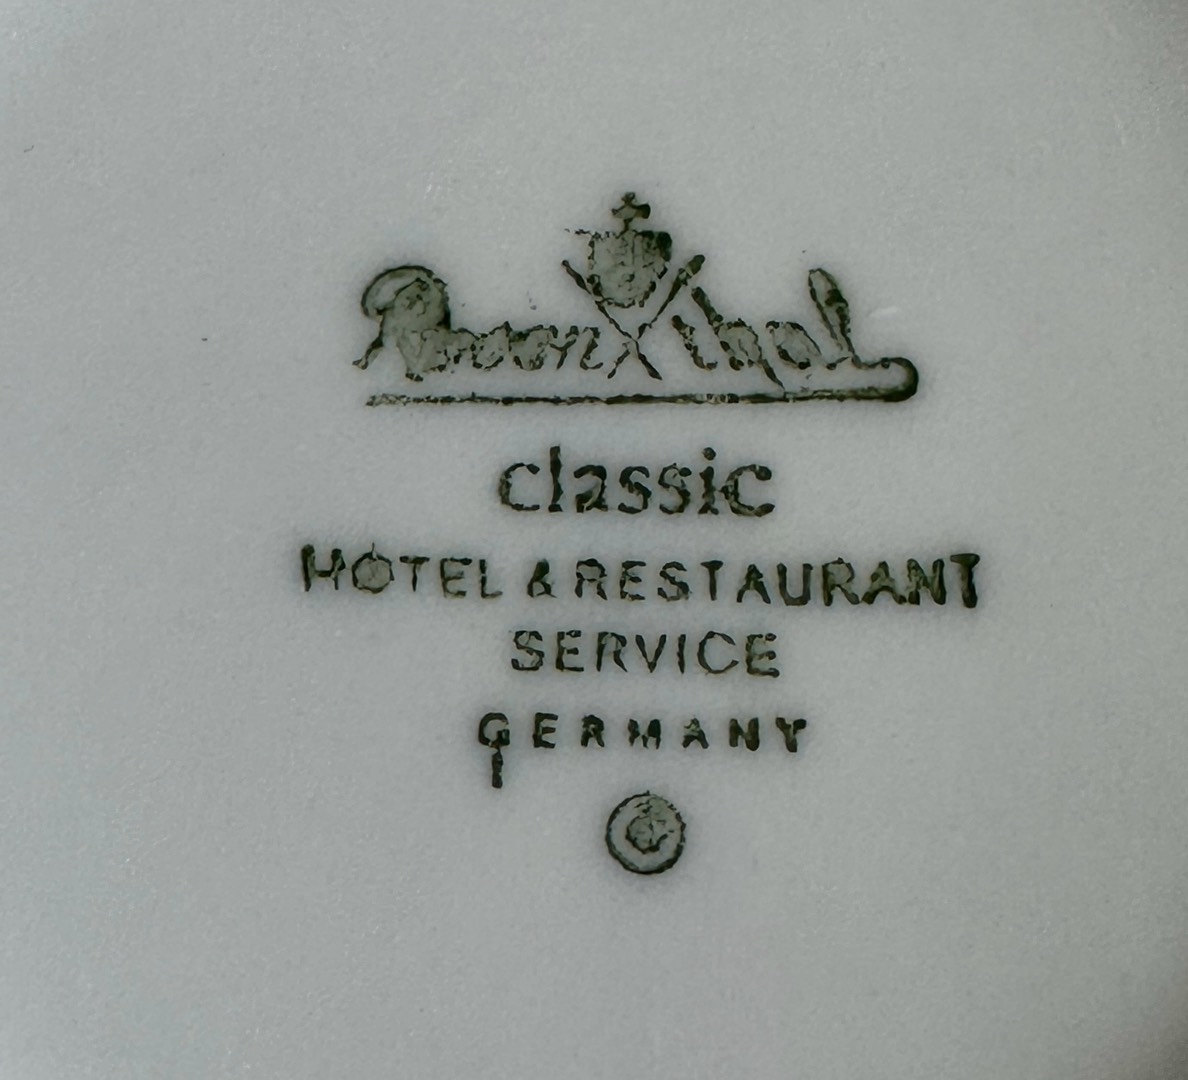 Rosenthal
classic
HOTEL & RESTAURANT
SERVICE
GERMANY
©